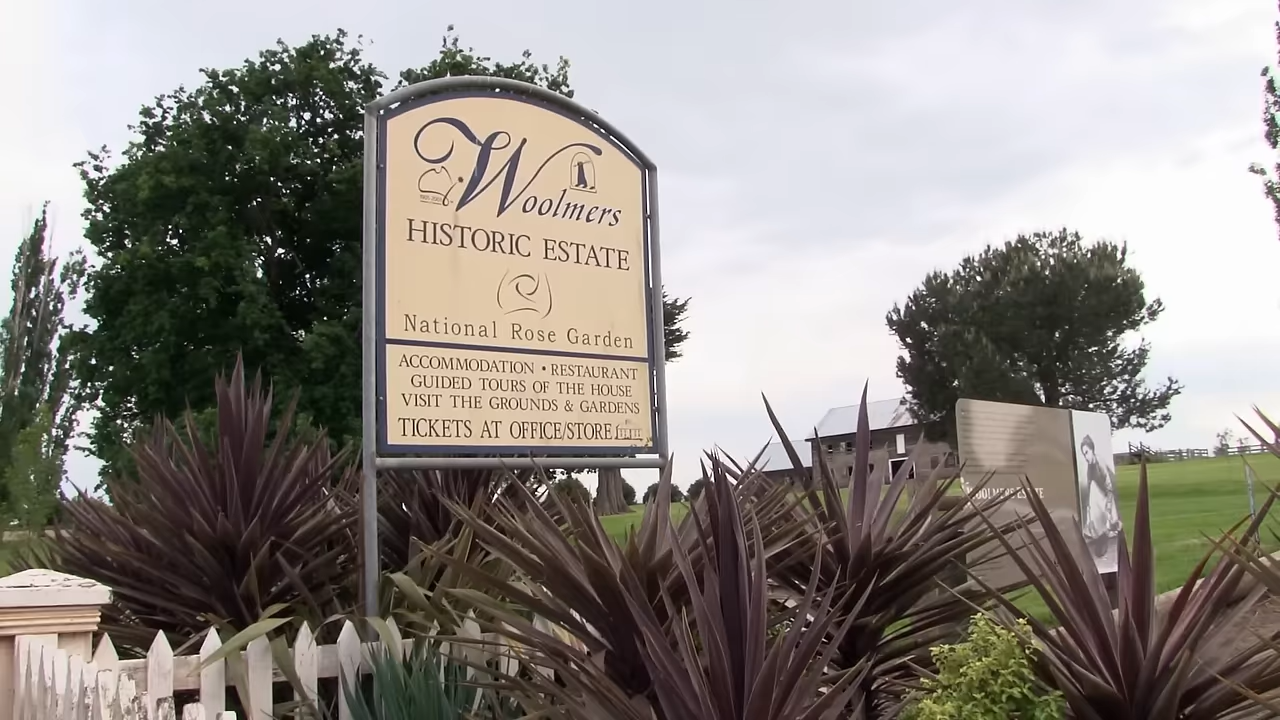 Woolmers
HISTORIC ESTATE
National Rose Garden
ACCOMMODATION • RESTAURANT
GUIDED TOURS OF THE HOUSE
VISIT THE GROUNDS & GARDENS
TICKETS AT OFFICE/STORE
WOOLMERS ESTATE